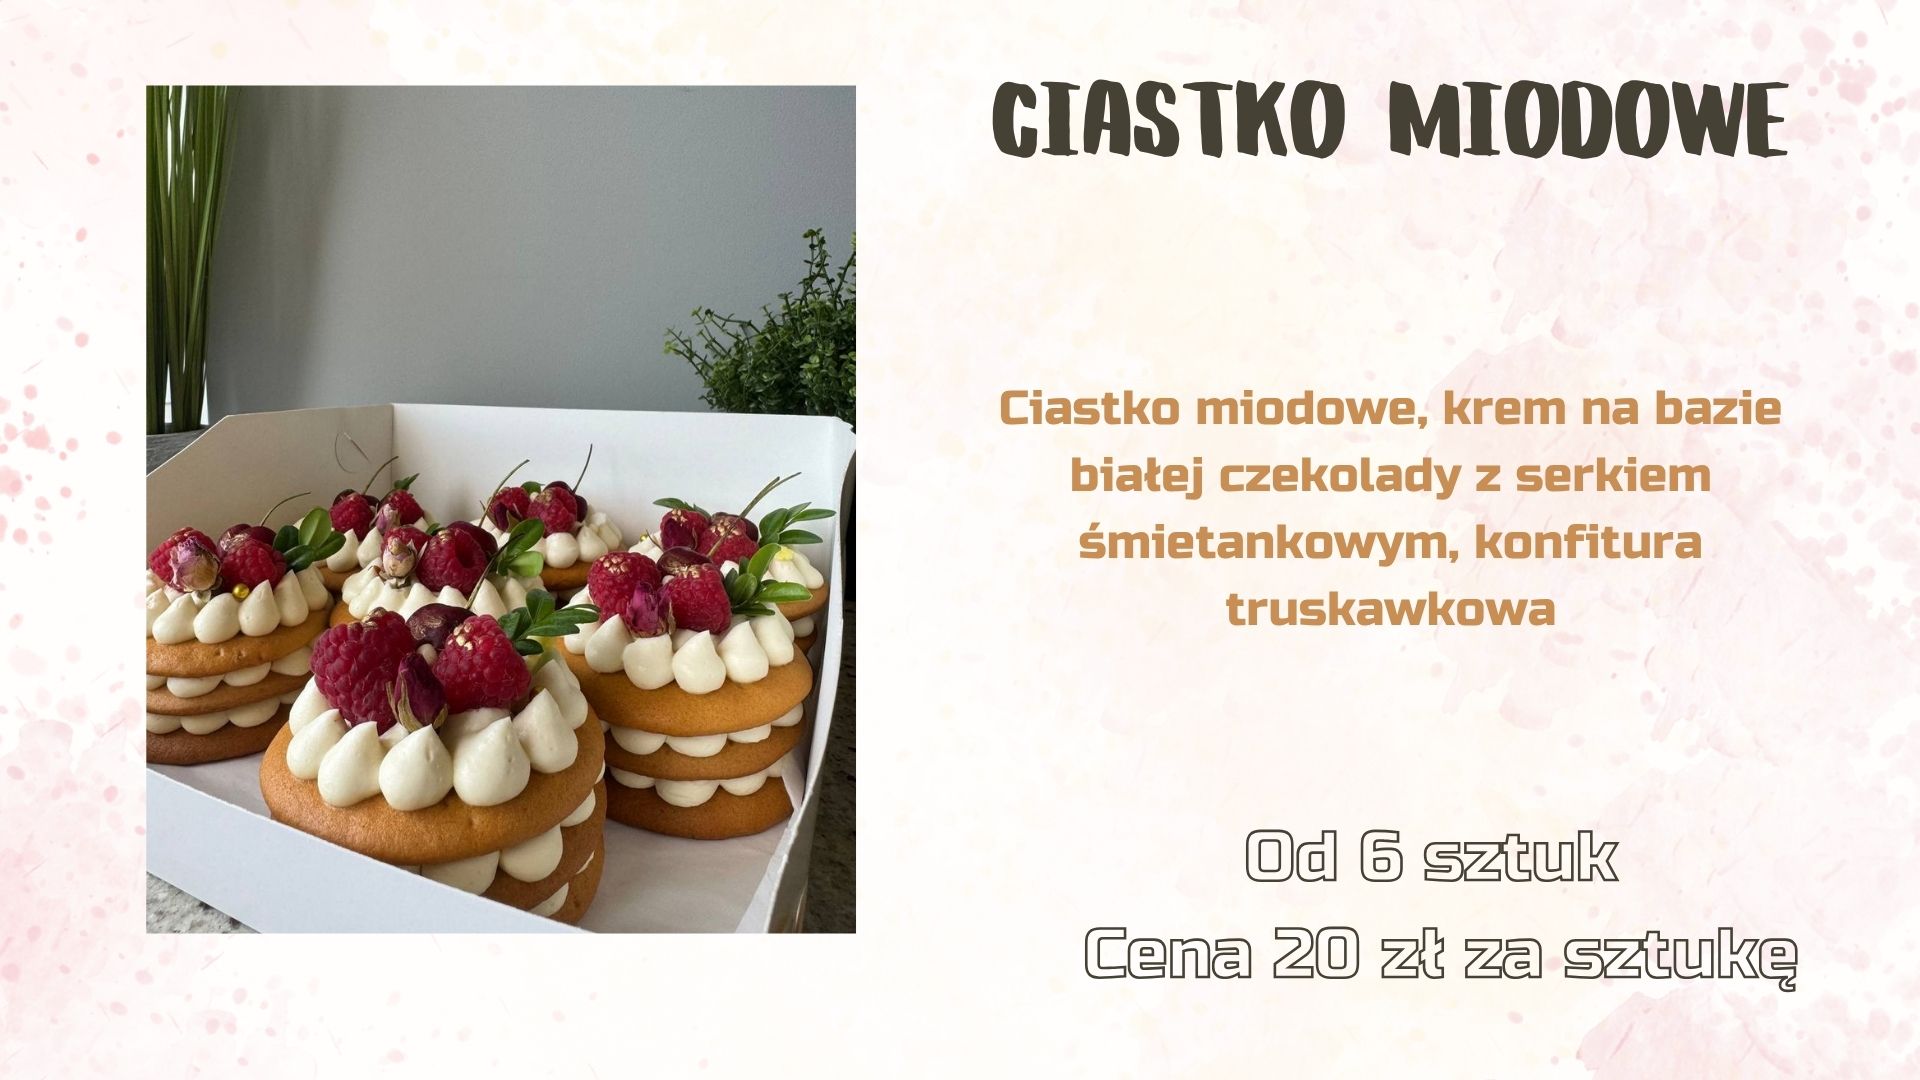 CIASTKO MIODOWE
Ciastko miodowe, krem na bazie
białej czekolady z serkiem
śmietankowym, konfitura
truskawkowa
Od 6 sztuk
Cena 20 zł za sztukę